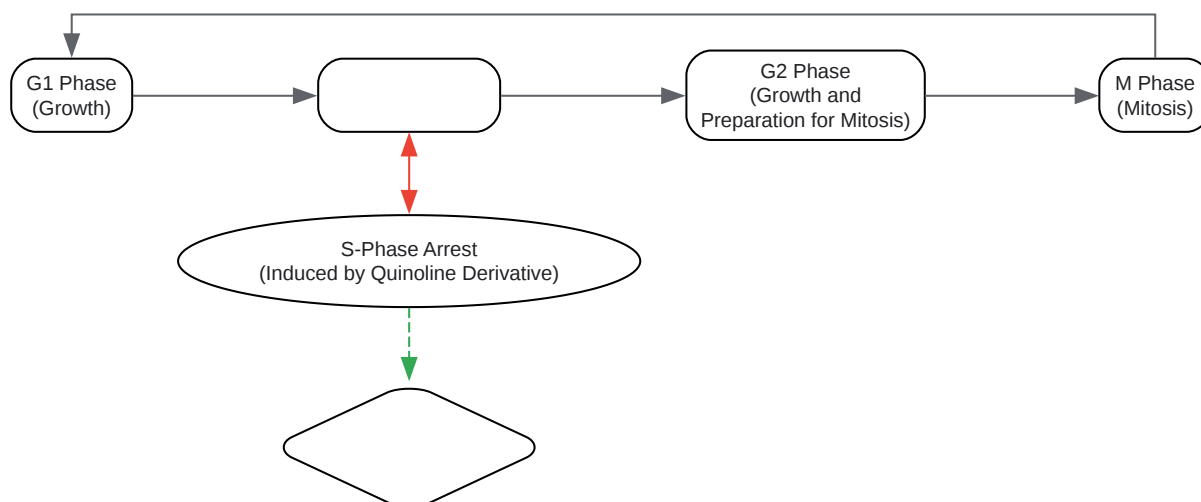 G1 Phase
(Growth)
G2 Phase
(Growth and
Preparation for Mitosis)
M Phase
(Mitosis)
S-Phase Arrest
(Induced by Quinoline Derivative)